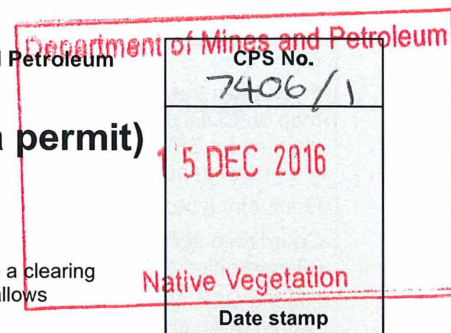 Department of Mines and Petroleum
Petroleum
CPS No.
7406/1
permit)
15 DEC 2016
a clearing
Native Vegetation
Date stamp